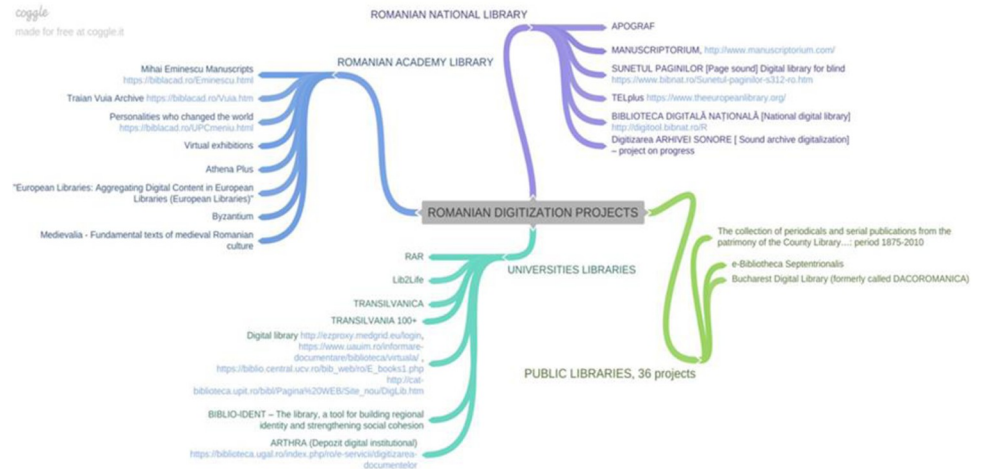 coggle
made for free at coggle.it
ROMANIAN NATIONAL LIBRARY
APOGRAF
MANUSCRIPTORIUM, http://www.manuscriptorium.com/
SUNETUL PAGINILOR [Page sound] Digital library for blind
https://www.bibnat.ro/Sunetul-paginilor-s312-ro.htm
TELplus https://www.theeuropeanlibrary.org/
BIBLIOTECA DIGITALĂ NAȚIONALĂ [National digital library]
http://digitool.bibnat.ro/R
Digitizarea ARHIVEI SONORE [ Sound archive digitalization]
– project on progress
ROMANIAN ACADEMY LIBRARY
Mihai Eminescu Manuscripts
https://biblacad.ro/Eminescu.html
Traian Vuia Archive https://biblacad.ro/Vuia.htm
Personalities who changed the world
https://biblacad.ro/UPCmeniu.html
Virtual exhibitions
Athena Plus
"European Libraries: Aggregating Digital Content in European
Libraries (European Libraries)"
Byzantium
Medievalia - Fundamental texts of medieval Romanian
culture
ROMANIAN DIGITIZATION PROJECTS
The collection of periodicals and serial publications from the
patrimony of the County Library...: period 1875-2010
e-Bibliotheca Septentrionalis
Bucharest Digital Library (formerly called DACOROMANICA)
PUBLIC LIBRARIES, 36 projects
UNIVERSITIES LIBRARIES
RAR
Lib2Life
TRANSILVANICA
TRANSILVANIA 100+
Digital library http://ezproxy.medgrid.eu/login,
https://www.uauim.ro/informare-
documentare/biblioteca/virtuala/ ,
https://biblio.central.ucv.ro/bib_web/ro/E_books1.php
http://cat-
biblioteca.upit.ro/bibl/Pagina%20WEB/Site_nou/DigLib.htm
BIBLIO-IDENT – The library, a tool for building regional
identity and strengthening social cohesion
ARTHRA (Depozit digital institutional)
https://biblioteca.ugal.ro/index.php/ro/e-servicii/digitizarea-
documentelor